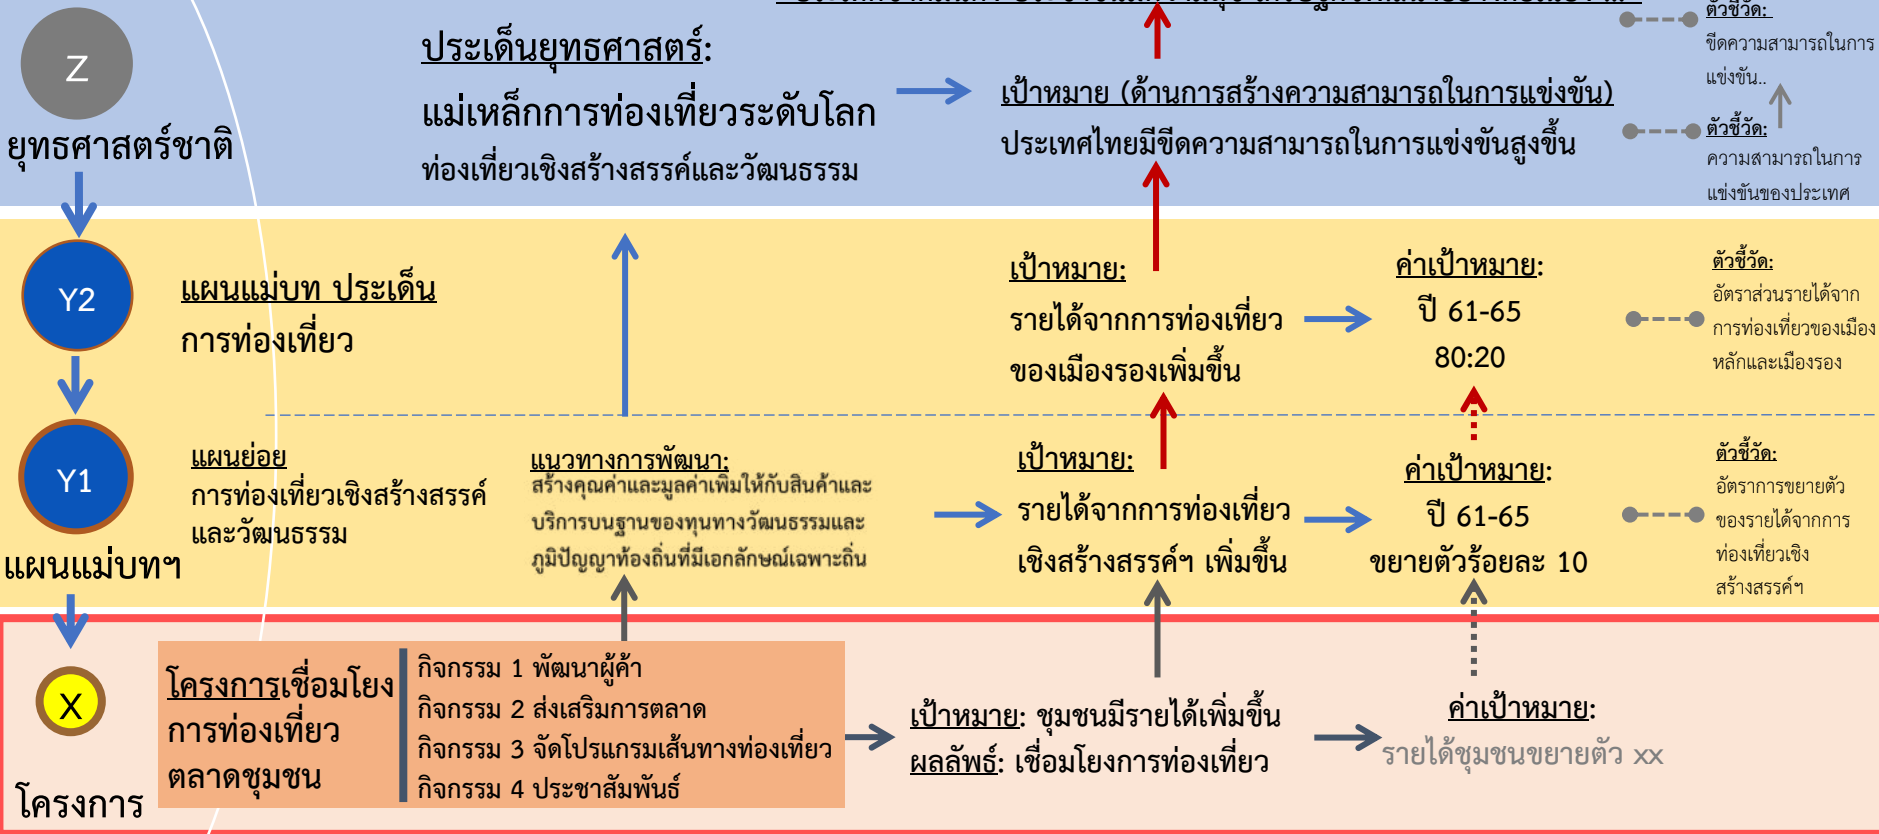 Z
ยุทธศาสตร์ชาติ
ประเด็นยุทธศาสตร์:
แม่เหล็กการท่องเที่ยวระดับโลก
ท่องเที่ยวเชิงสร้างสรรค์และวัฒนธรรม
เป้าหมาย (ด้านการสร้างความสามารถในการแข่งขัน)
ประเทศไทยมีขีดความสามารถในการแข่งขันสูงขึ้น
ตัวชี้วัด:
ขีดความสามารถในการ
แข่งขัน..
ตัวชี้วัด:
ความสามารถในการ
แข่งขันของประเทศ
Y2
แผนแม่บท ประเด็น
การท่องเที่ยว
เป้าหมาย:
รายได้จากการท่องเที่ยว
ของเมืองรองเพิ่มขึ้น
ค่าเป้าหมาย:
ปี 61-65
80:20
ตัวชี้วัด:
อัตราส่วนรายได้จาก
การท่องเที่ยวของเมือง
หลักและเมืองรอง
Y1
แผนแม่บทฯ
แผนย่อย
การท่องเที่ยวเชิงสร้างสรรค์
และวัฒนธรรม
แนวทางการพัฒนา:
สร้างคุณค่าและมูลค่าเพิ่มให้กับสินค้าและ
บริการบนฐานของทุนทางวัฒนธรรมและ
ภูมิปัญญาท้องถิ่นที่มีเอกลักษณ์เฉพาะถิ่น
เป้าหมาย:
รายได้จากการท่องเที่ยว
เชิงสร้างสรรค์ฯ เพิ่มขึ้น
ค่าเป้าหมาย:
ปี 61-65
ขยายตัวร้อยละ 10
ตัวชี้วัด:
อัตราการขยายตัว
ของรายได้จากการ
ท่องเที่ยวเชิง
สร้างสรรค์ฯ
X
โครงการ
โครงการเชื่อมโยง
การท่องเที่ยว
ตลาดชุมชน
กิจกรรม 1 พัฒนาผู้ค้า
กิจกรรม 2 ส่งเสริมการตลาด
กิจกรรม 3 จัดโปรแกรมเส้นทางท่องเที่ยว
กิจกรรม 4 ประชาสัมพันธ์
เป้าหมาย: ชุมชนมีรายได้เพิ่มขึ้น
ผลลัพธ์: เชื่อมโยงการท่องเที่ยว
ค่าเป้าหมาย:
รายได้ชุมชนขยายตัว xx